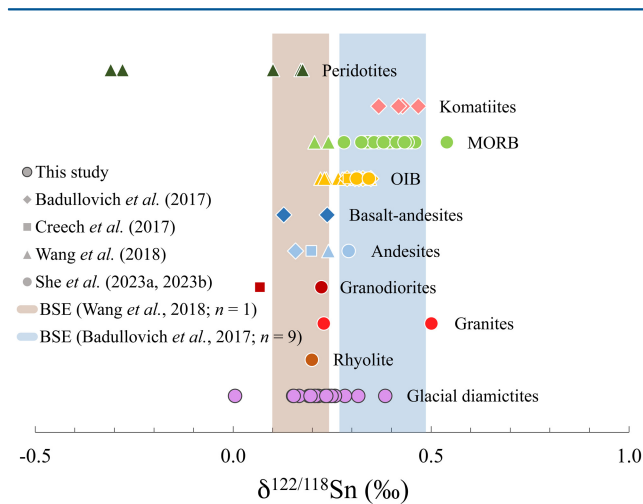 Peridotites
Komatiites
MORB
OIB
Basalt-andesites
Andesites
Granodiorites
Granites
Rhyolite
Glacial diamictites
This study
Badullovich et al. (2017)
Creech et al. (2017)
Wang et al. (2018)
She et al. (2023a, 2023b)
BSE (Wang et al., 2018; n = 1)
BSE (Badullovich et al., 2017; n = 9)
-0.5 0.0 0.5 1.0
δ¹²²/¹¹⁸Sn (‰)